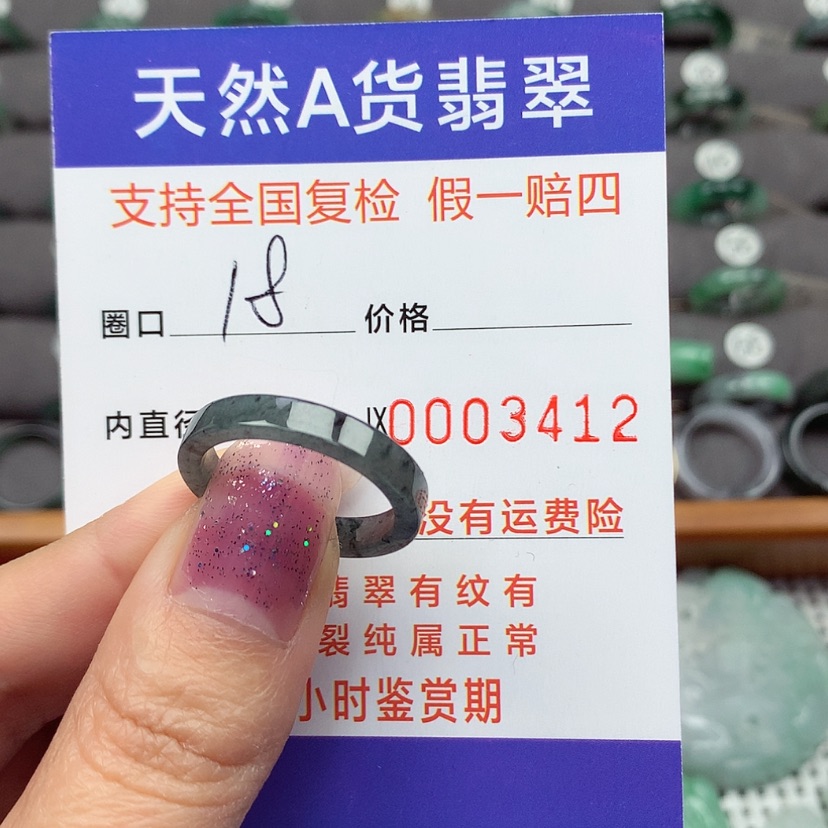 天然A货翡翠
支持全国复检 假一赔四
圈口 18 价格
内直径 JX0003412
没有运费险
翡翠有纹有
裂纯属正常
小时鉴赏期